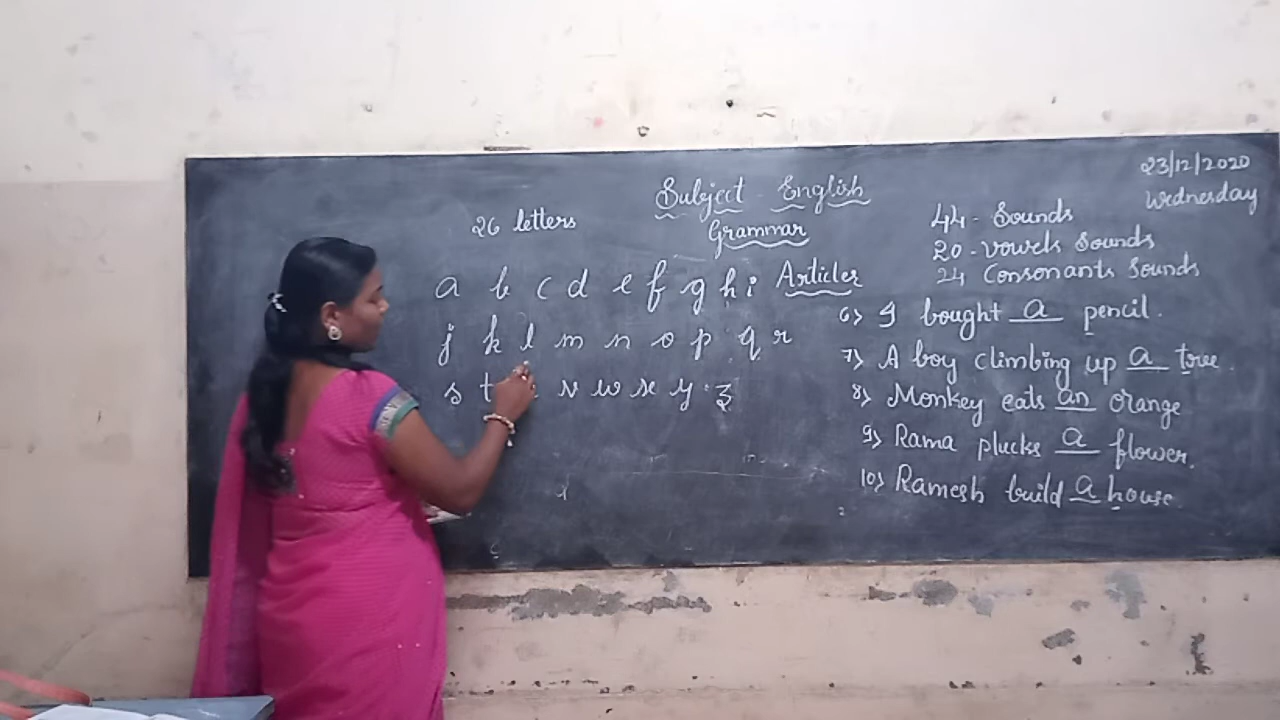 23/12/2020
Wednesday
Subject - English
Grammar
26 letters
a b c d e f g h i
j k l m n o p q r
s t v w x y z
Articles
44 - Sounds
20 - vowels Sounds
24 Consonants Sounds
6> I bought a pencil.
7> A boy climbing up a tree.
8> Monkey eats an orange
9> Rama plucks a flower.
10> Ramesh build a house.